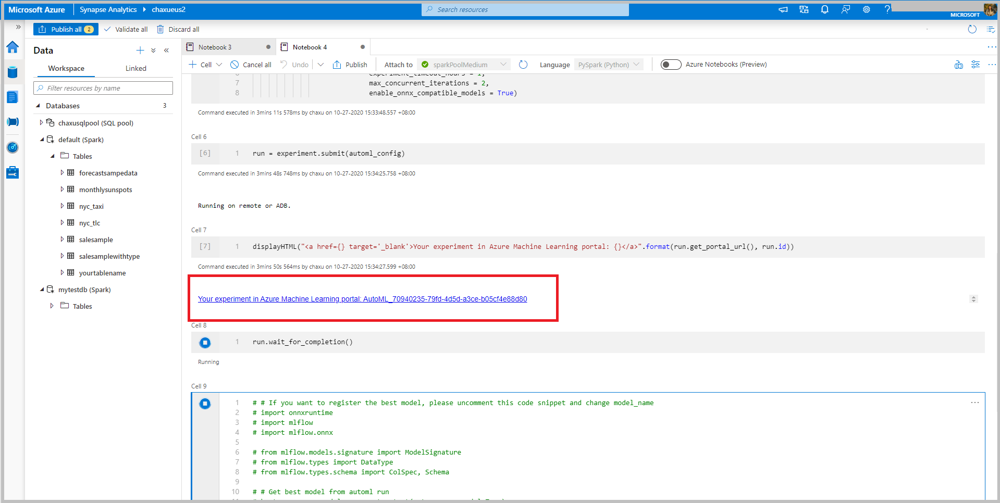 Microsoft Azure
Synapse Analytics
chaxueus2
Search resources
MICROSOFT
Publish all 2
Validate all
Discard all
Data
Workspace
Linked
Filter resources by name
Databases
3
chaxusqlpool (SQL pool)
default (Spark)
Tables
forecastsampedata
monthlysunspots
nyc_taxi
nyc_tlc
salesample
salesamplewithtype
yourtablename
mytestdb (Spark)
Tables
Notebook 3
Notebook 4
Cell
Cancel all
Undo
Publish
Attach to
sparkPoolMedium
Language
PySpark (Python)
Azure Notebooks (Preview)
6 experiment_timeout_hours = 1,
7 max_concurrent_iterations = 2,
8 enable_onnx_compatible_models = True)
Command executed in 3mins 11s 578ms by chaxu on 10-27-2020 15:33:48.557 +08:00
Cell 6
[6] 1 run = experiment.submit(automl_config)
Command executed in 3mins 48s 748ms by chaxu on 10-27-2020 15:34:25.758 +08:00
Running on remote or ADB.
Cell 7
[7] 1 displayHTML("<a href={} target='_blank'>Your experiment in Azure Machine Learning portal: {}</a>".format(run.get_portal_url(), run.id))
Command executed in 3mins 50s 564ms by chaxu on 10-27-2020 15:34:27.599 +08:00
Your experiment in Azure Machine Learning portal: AutoML_70940235-79fd-4d5d-a3ce-b05cf4e88d80
Cell 8
1 run.wait_for_completion()
Running
Cell 9
1 # # If you want to register the best model, please uncomment this code snippet and change model_name
2 # import onnxruntime
3 # import mlflow
4 # import mlflow.onnx
5
6 # from mlflow.models.signature import ModelSignature
7 # from mlflow.types import DataType
8 # from mlflow.types.schema import ColSpec, Schema
9
10 # # Get best model from automl run